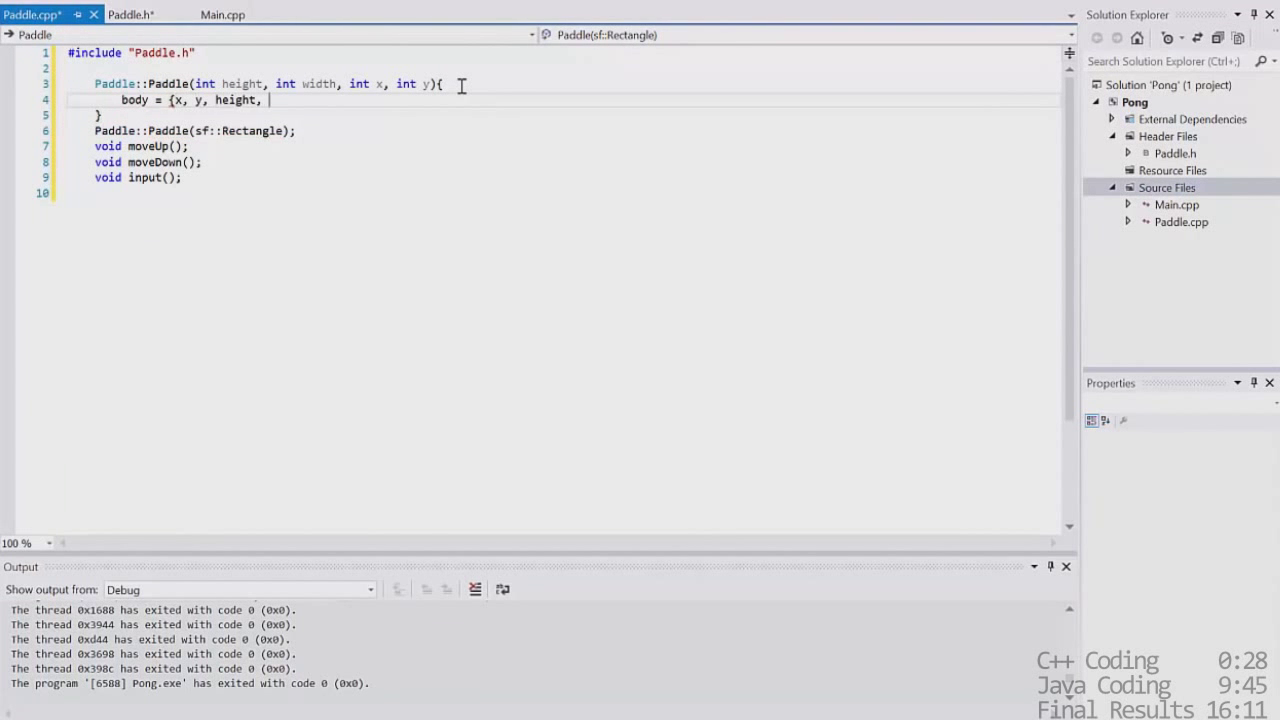 Paddle.cpp* Paddle.h* Main.cpp
Paddle Paddle(sf::Rectangle)
1 #include "Paddle.h"
2
3 Paddle::Paddle(int height, int width, int x, int y){
4 body = {x, y, height,
5 }
6 Paddle::Paddle(sf::Rectangle);
7 void moveUp();
8 void moveDown();
9 void input();
10
100 %
Output
Show output from: Debug
The thread 0x1688 has exited with code 0 (0x0).
The thread 0x3944 has exited with code 0 (0x0).
The thread 0xd44 has exited with code 0 (0x0).
The thread 0x3698 has exited with code 0 (0x0).
The thread 0x398c has exited with code 0 (0x0).
The program '[6588] Pong.exe' has exited with code 0 (0x0).
Solution Explorer
Search Solution Explorer (Ctrl+;)
Solution 'Pong' (1 project)
Pong
External Dependencies
Header Files
Paddle.h
Resource Files
Source Files
Main.cpp
Paddle.cpp
Properties
C++ Coding 0:28
Java Coding 9:45
Final Results 16:11